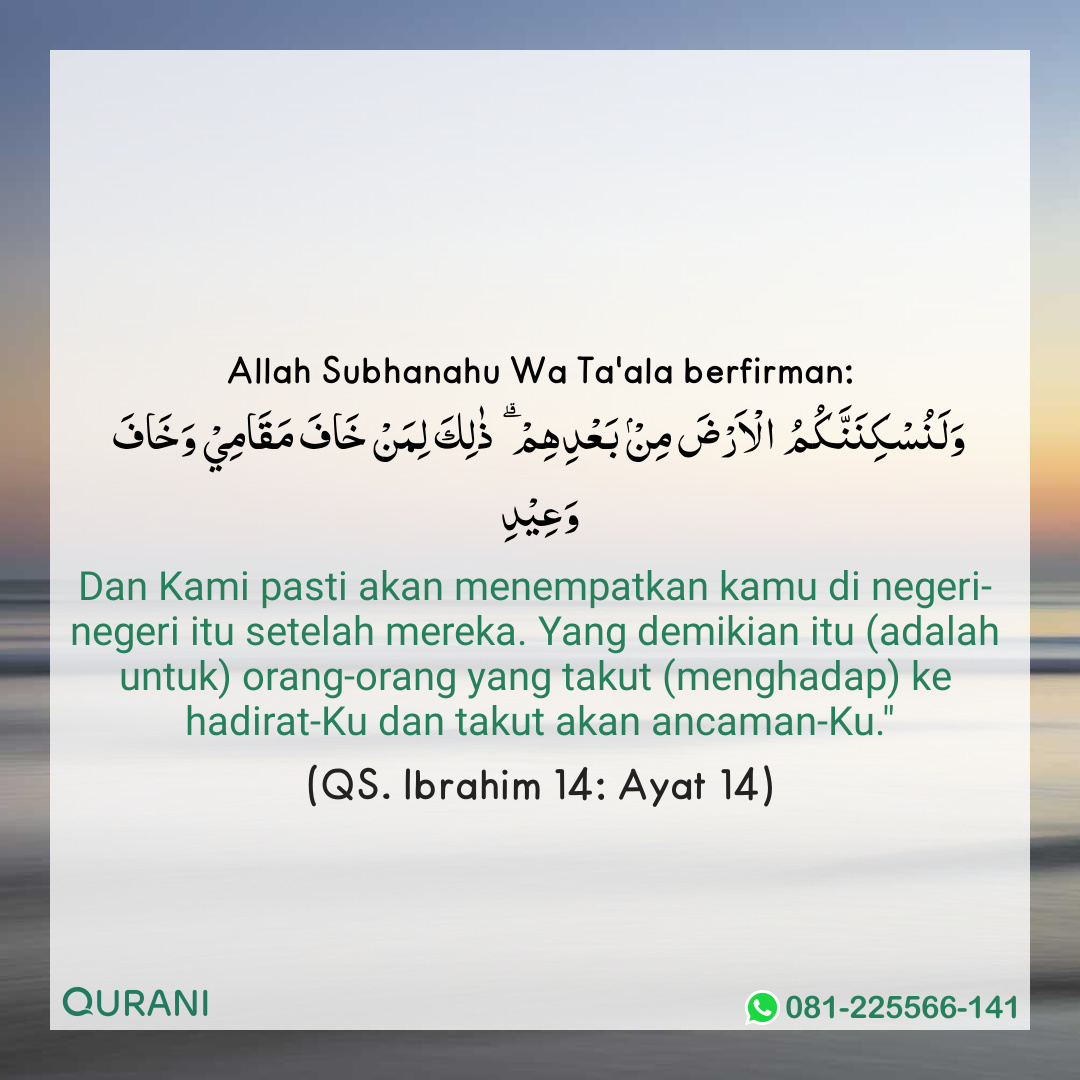 Allah Subhanahu Wa Ta'ala berfirman:
وَلَنُسْكِنَنَّـكُمُ الْاَرْضَ مِنْۢ بَعْدِهِمْ ۗ ذٰلِكَ لِمَنْ خَافَ مَقَامِيْ وَخَافَ
وَعِيْدِ
Dan Kami pasti akan menempatkan kamu di negeri-
negeri itu setelah mereka. Yang demikian itu (adalah
untuk) orang-orang yang takut (menghadap) ke
hadirat-Ku dan takut akan ancaman-Ku."
(QS. Ibrahim 14: Ayat 14)
QURANI
081-225566-141